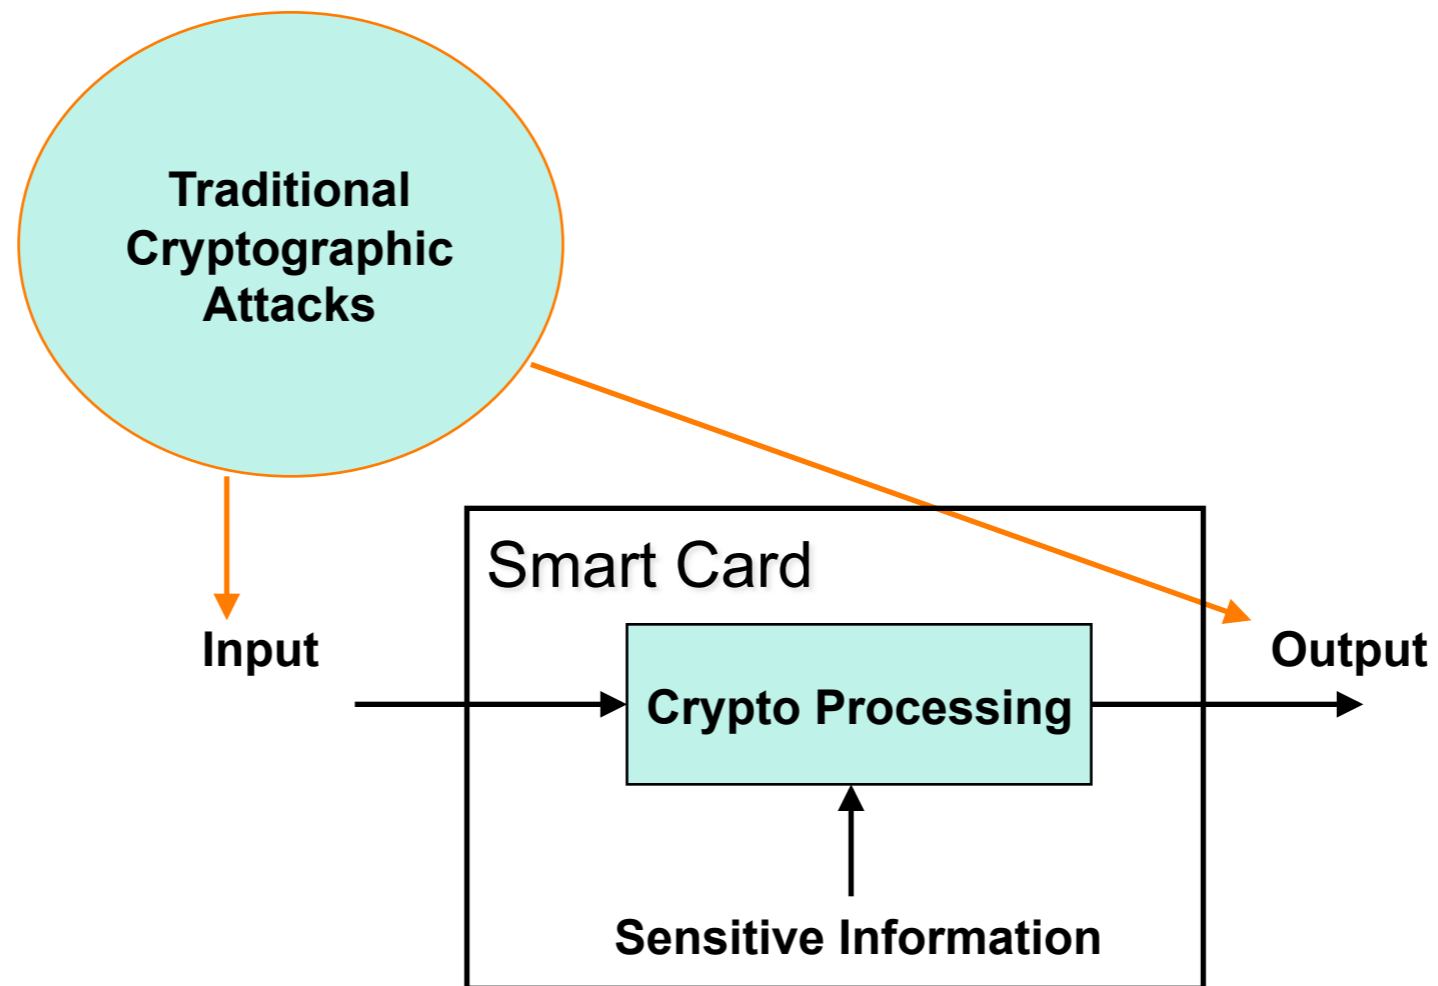 Traditional
Cryptographic
Attacks
Smart Card
Input
Output
Crypto Processing
Sensitive Information